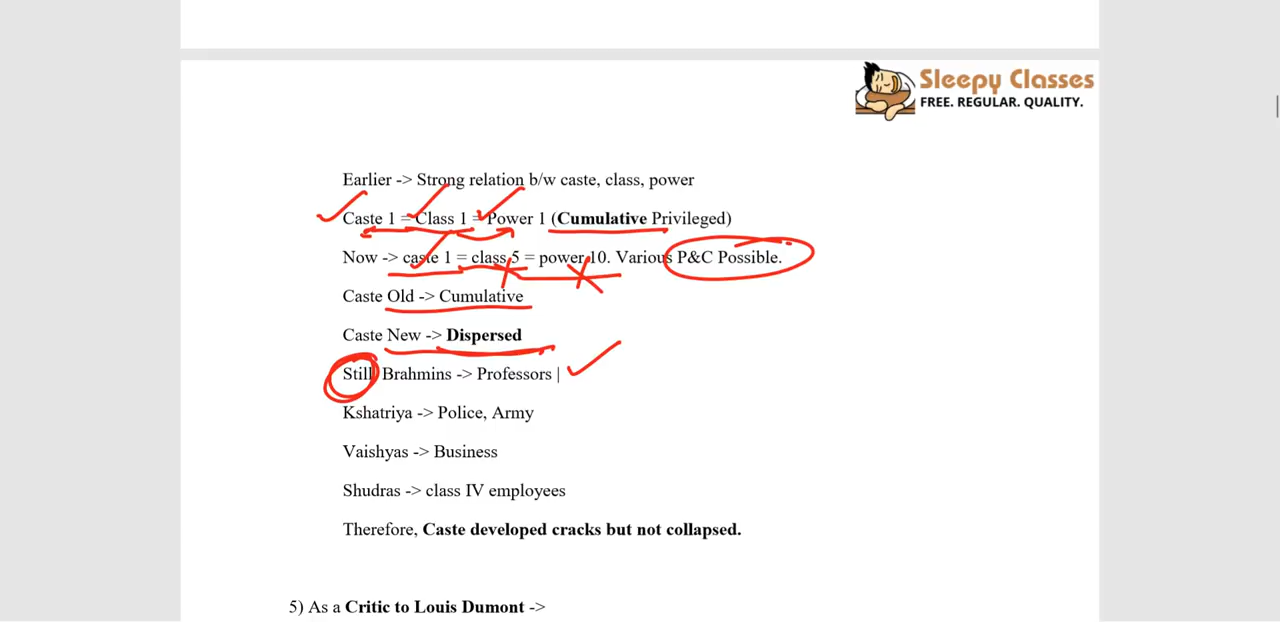 Sleepy Classes
FREE. REGULAR. QUALITY.
Earlier -> Strong relation b/w caste, class, power
Caste 1 = Class 1 = Power 1 (Cumulative Privileged)
Now -> caste 1 = class 5 = power 10. Various P&C Possible.
Caste Old -> Cumulative
Caste New -> Dispersed
Still Brahmins -> Professors |
Kshatriya -> Police, Army
Vaishyas -> Business
Shudras -> class IV employees
Therefore, Caste developed cracks but not collapsed.
5) As a Critic to Louis Dumont ->